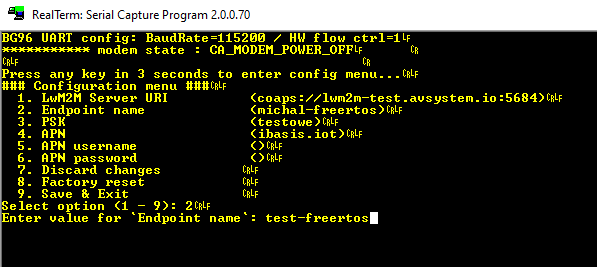 RealTerm: Serial Capture Program 2.0.0.70
BG96 UART config: BaudRate=115200 / HW flow ctrl=1CRLF
*********** modem state : CA_MODEM_POWER_OFFLF CR
CRLF CR
Press any key in 3 seconds to enter config menu...CRLF
### Configuration menu ###CRLF
1. LwM2M Server URI (coaps://lwm2m-test.avsystem.io:5684)CRLF
2. Endpoint name (michal-freertos)CRLF
3. PSK (testowe)CRLF
4. APN (ibasis.iot)CRLF
5. APN username ()CRLF
6. APN password ()CRLF
7. Discard changes CRLF
8. Factory reset CRLF
9. Save & Exit CRLF
Select option (1 - 9): 2CRLF
Enter value for `Endpoint name`: test-freertos